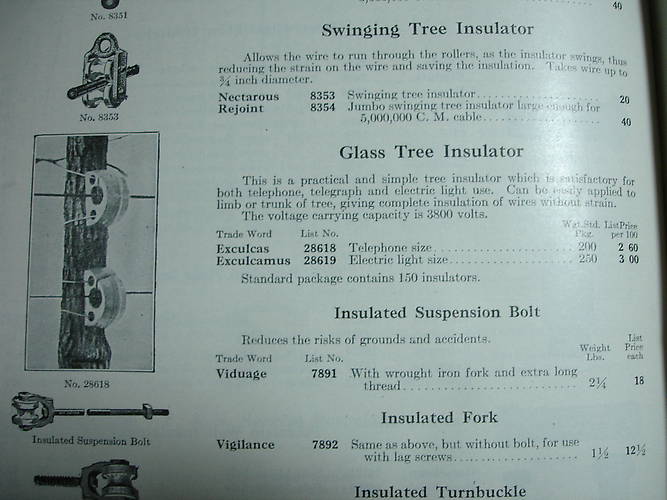 No. 8351
40
Swinging Tree Insulator
Allows the wire to run through the rollers, as the insulator swings, thus
reducing the strain on the wire and saving the insulation. Takes wire up to
¾ inch diameter.
Nectarous 8353 Swinging tree insulator 20
Rejoint 8354 Jumbo swinging tree insulator large enough for
5,000,000 C. M. cable 40
No. 8353
Glass Tree Insulator
This is a practical and simple tree insulator which is satisfactory for
both telephone, telegraph and electric light use. Can be easily applied to
limb or trunk of tree, giving complete insulation of wires without strain.
The voltage carrying capacity is 3800 volts.
Wgt.Std. List Price
Trade Word List No. Pkg. per 100
Exculcas 28618 Telephone size 200 2 60
Exculcamus 28619 Electric light size 250 3 00
Standard package contains 150 insulators.
No. 28618
Insulated Suspension Bolt
Reduces the risks of grounds and accidents.
List
Weight Price
Trade Word List No. Lbs. each
Viduage 7891 With wrought iron fork and extra long
thread 2¼ 18
Insulated Suspension Bolt
Insulated Fork
Vigilance 7892 Same as above, but without bolt, for use
with lag screws 1½ 12½
Insulated Turnbuckle